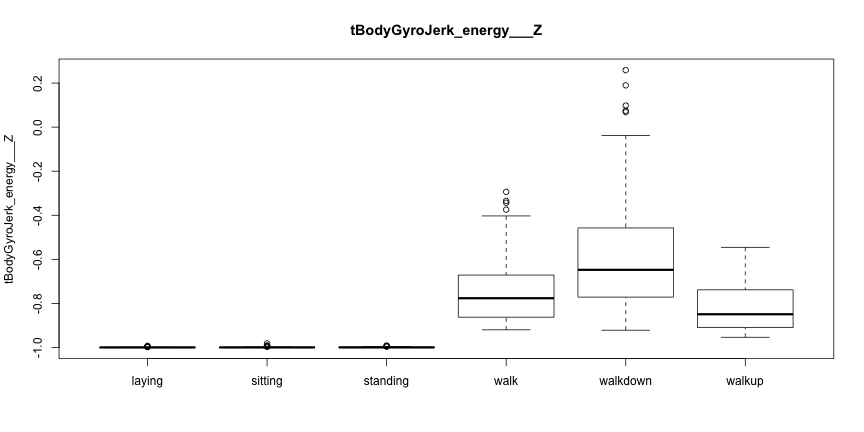 tBodyGyroJerk_energy___Z
tBodyGyroJerk_energy___Z
0.2
0.0
-0.2
-0.4
-0.6
-0.8
-1.0
laying sitting standing walk walkdown walkup